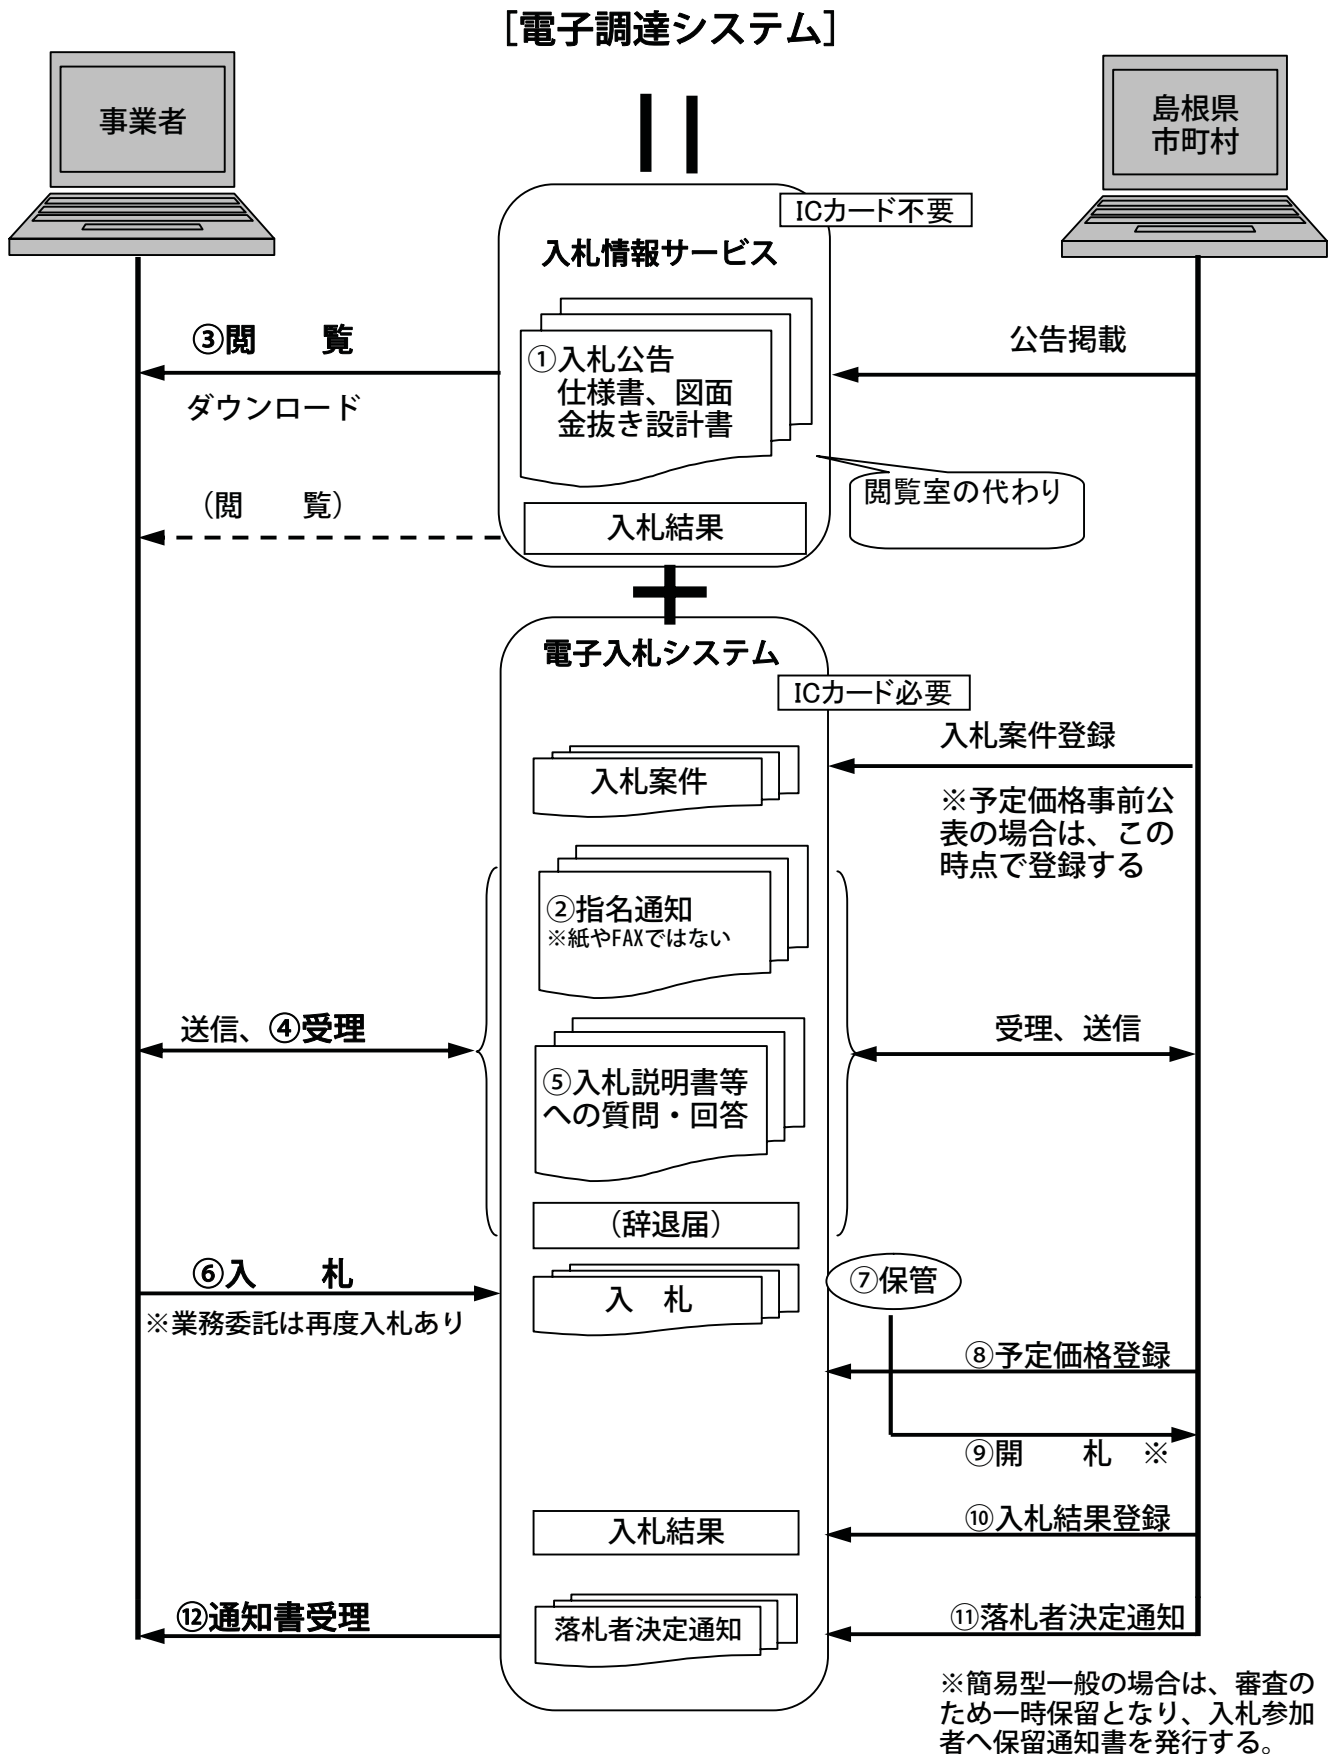 ［電子調達システム］
事業者
島根県
市町村
ICカード不要
入札情報サービス
③閲　　覧
ダウンロード
①入札公告
仕様書、図面
金抜き設計書
公告掲載
（閲　　覧）
閲覧室の代わり
入札結果
電子入札システム
ICカード必要
入札案件登録
入札案件
※予定価格事前公
表の場合は、この
時点で登録する
②指名通知
※紙やFAXではない
送信、④受理
受理、送信
⑤入札説明書等
への質問・回答
（辞退届）
⑥入　　札
※業務委託は再度入札あり
入　札
⑦保管
⑧予定価格登録
⑨開　　札　※
入札結果
⑩入札結果登録
⑫通知書受理
落札者決定通知
⑪落札者決定通知
※簡易型一般の場合は、審査の
ため一時保留となり、入札参加
者へ保留通知書を発行する。